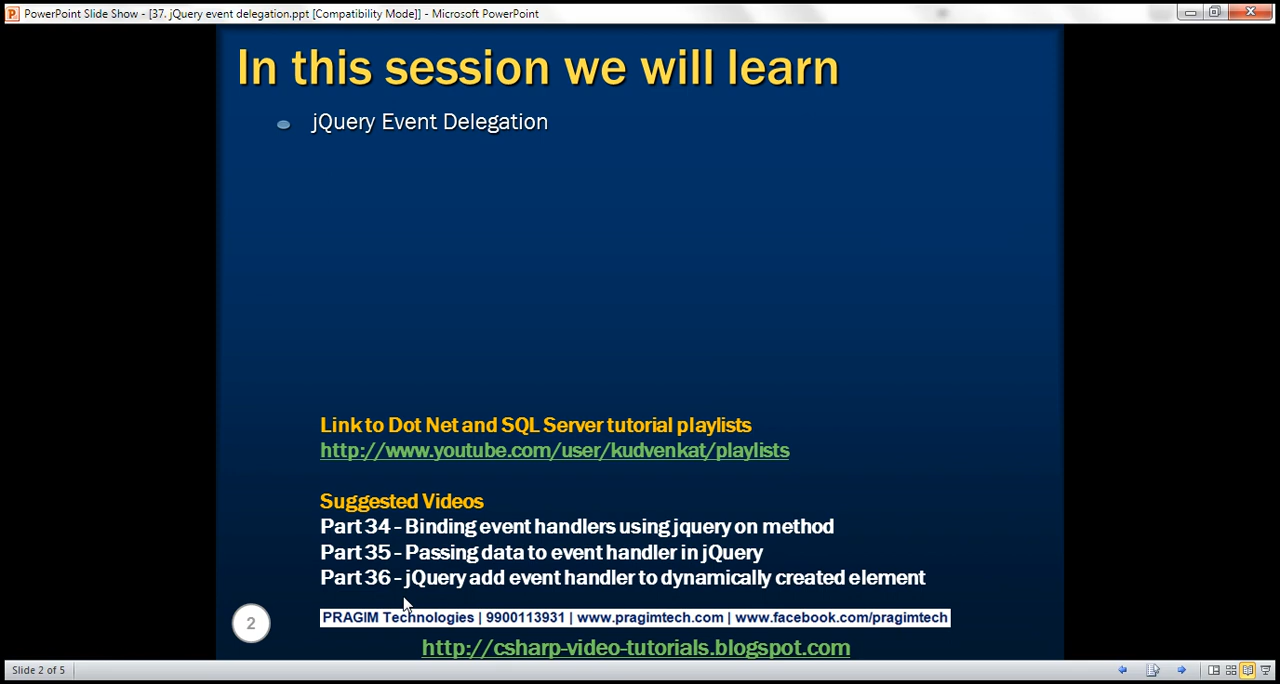 PowerPoint Slide Show - [37. jQuery event delegation.ppt [Compatibility Mode]] - Microsoft PowerPoint
In this session we will learn
jQuery Event Delegation
Link to Dot Net and SQL Server tutorial playlists
http://www.youtube.com/user/kudvenkat/playlists
Suggested Videos
Part 34 - Binding event handlers using jquery on method
Part 35 - Passing data to event handler in jQuery
Part 36 - jQuery add event handler to dynamically created element
PRAGIM Technologies | 9900113931 | www.pragimtech.com | www.facebook.com/pragimtech
2
http://csharp-video-tutorials.blogspot.com
Slide 2 of 5